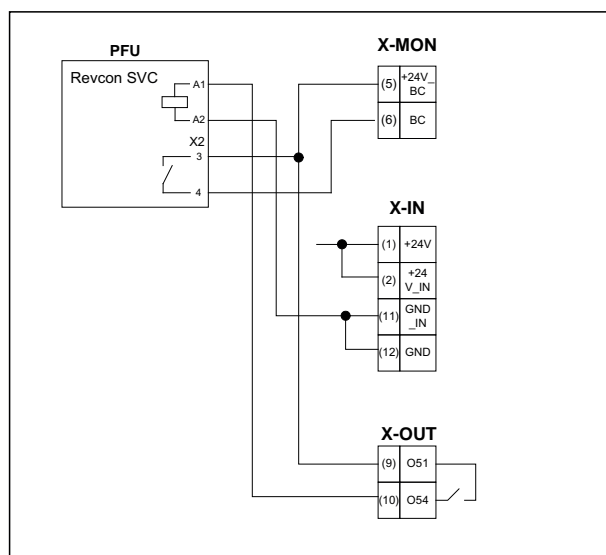 PFU
Revcon SVC
A1
A2
X2
3
4
X-MON
(5) +24V_
BC
(6) BC
X-IN
(1) +24V
(2) +24
V_IN
(11) GND
_IN
(12) GND
X-OUT
(9) O51
(10) O54